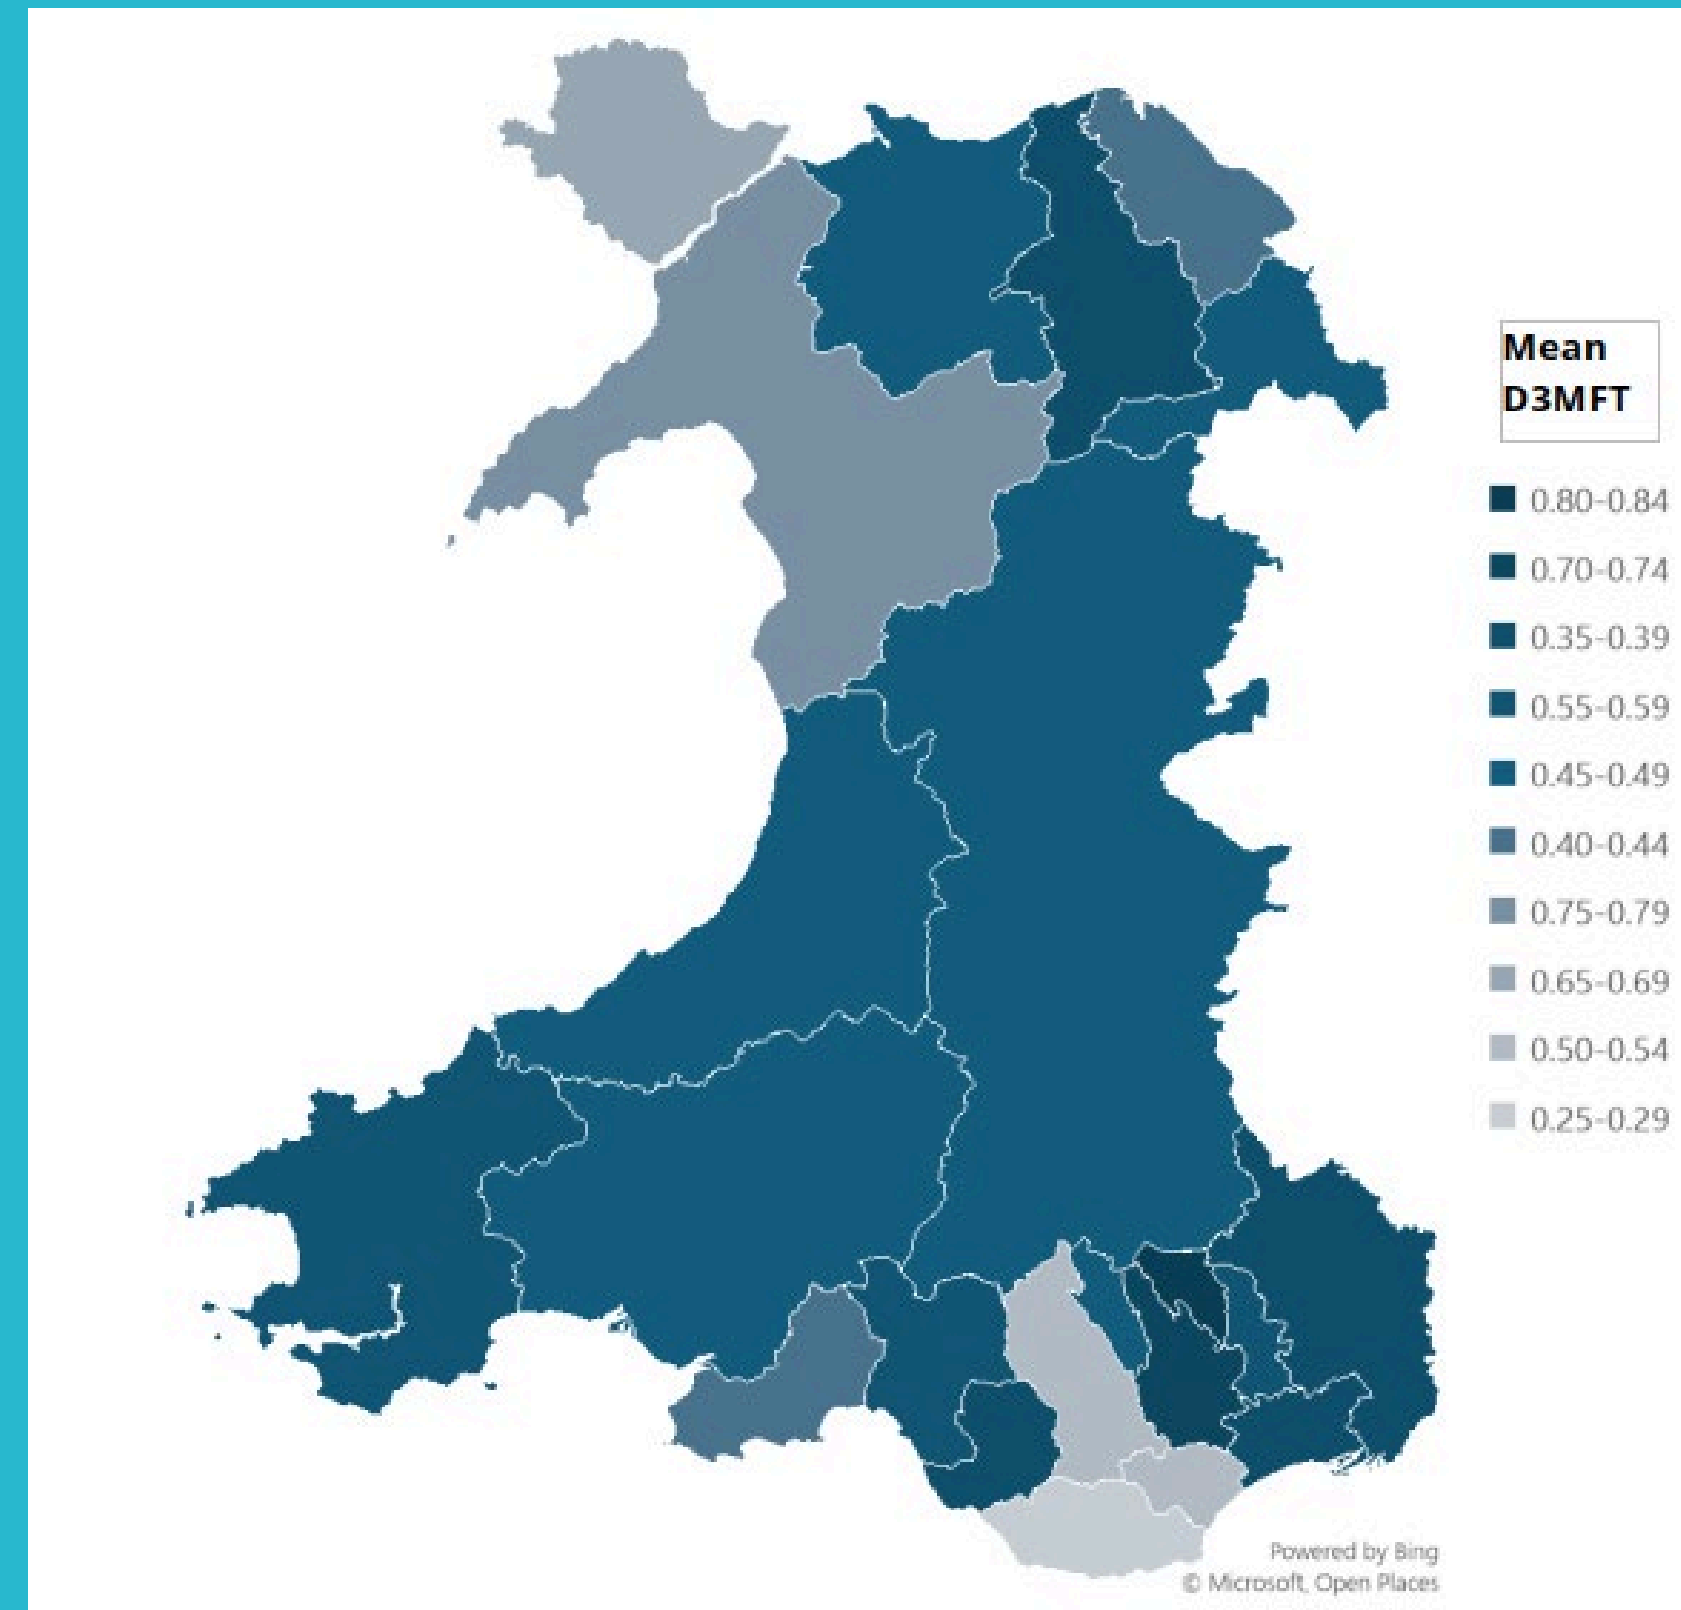 Mean
D3MFT
0.80-0.84
0.70-0.74
0.35-0.39
0.55-0.59
0.45-0.49
0.40-0.44
0.75-0.79
0.65-0.69
0.50-0.54
0.25-0.29
Powered by Bing
© Microsoft, Open Places